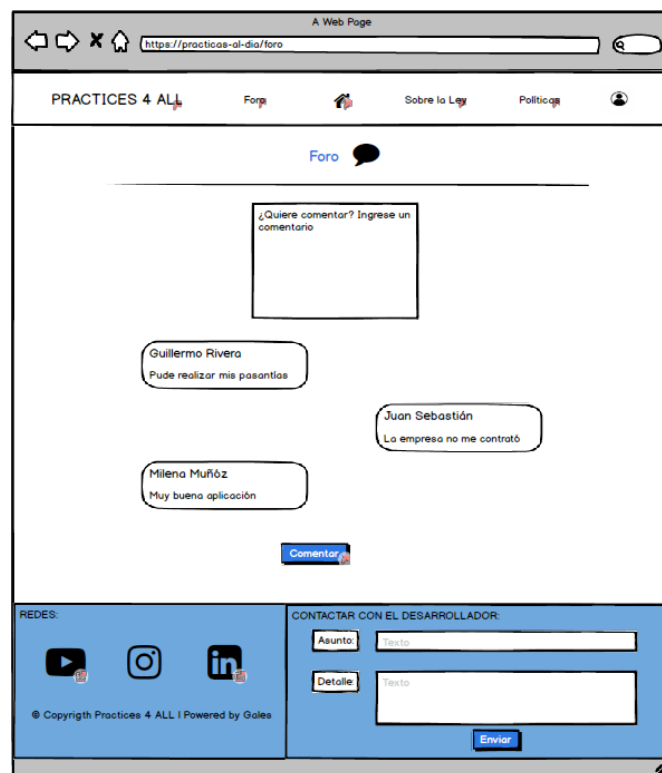 A Web Page
https://practicas-al-dia/foro
PRACTICES 4 ALL Foro Sobre la Ley Políticas
Foro
¿Quiere comentar? Ingrese un
comentario
Guillermo Rivera
Pude realizar mis pasantías
Juan Sebastián
La empresa no me contrató
Milena Muñóz
Muy buena aplicación
Comentar
REDES:
© Copyrigth Practices 4 ALL | Powered by Gales
CONTACTAR CON EL DESARROLLADOR:
Asunto: Texto
Detalle: Texto
Enviar